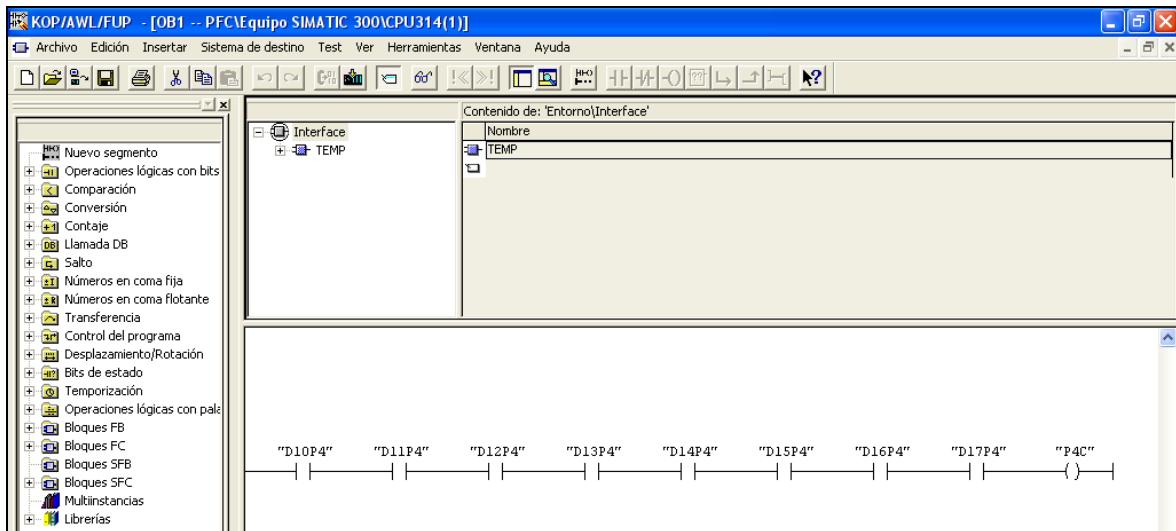 KOP/AWL/FUP - [OB1 -- PFC\Equipo SIMATIC 300\CPU314(1)]
Archivo Edición Insertar Sistema de destino Test Ver Herramientas Ventana Ayuda
Contenido de: 'Entorno\Interface'
Interface
TEMP
Nombre
TEMP
Nuevo segmento
Operaciones lógicas con bits
Comparación
Conversión
Contaje
Llamada DB
Salto
Números en coma fija
Números en coma flotante
Transferencia
Control del programa
Desplazamiento/Rotación
Bits de estado
Temporización
Operaciones lógicas con pala
Bloques FB
Bloques FC
Bloques SFB
Bloques SFC
Multiinstancias
Librerías
"D10P4" "D11P4" "D12P4" "D13P4" "D14P4" "D15P4" "D16P4" "D17P4" "P4C"